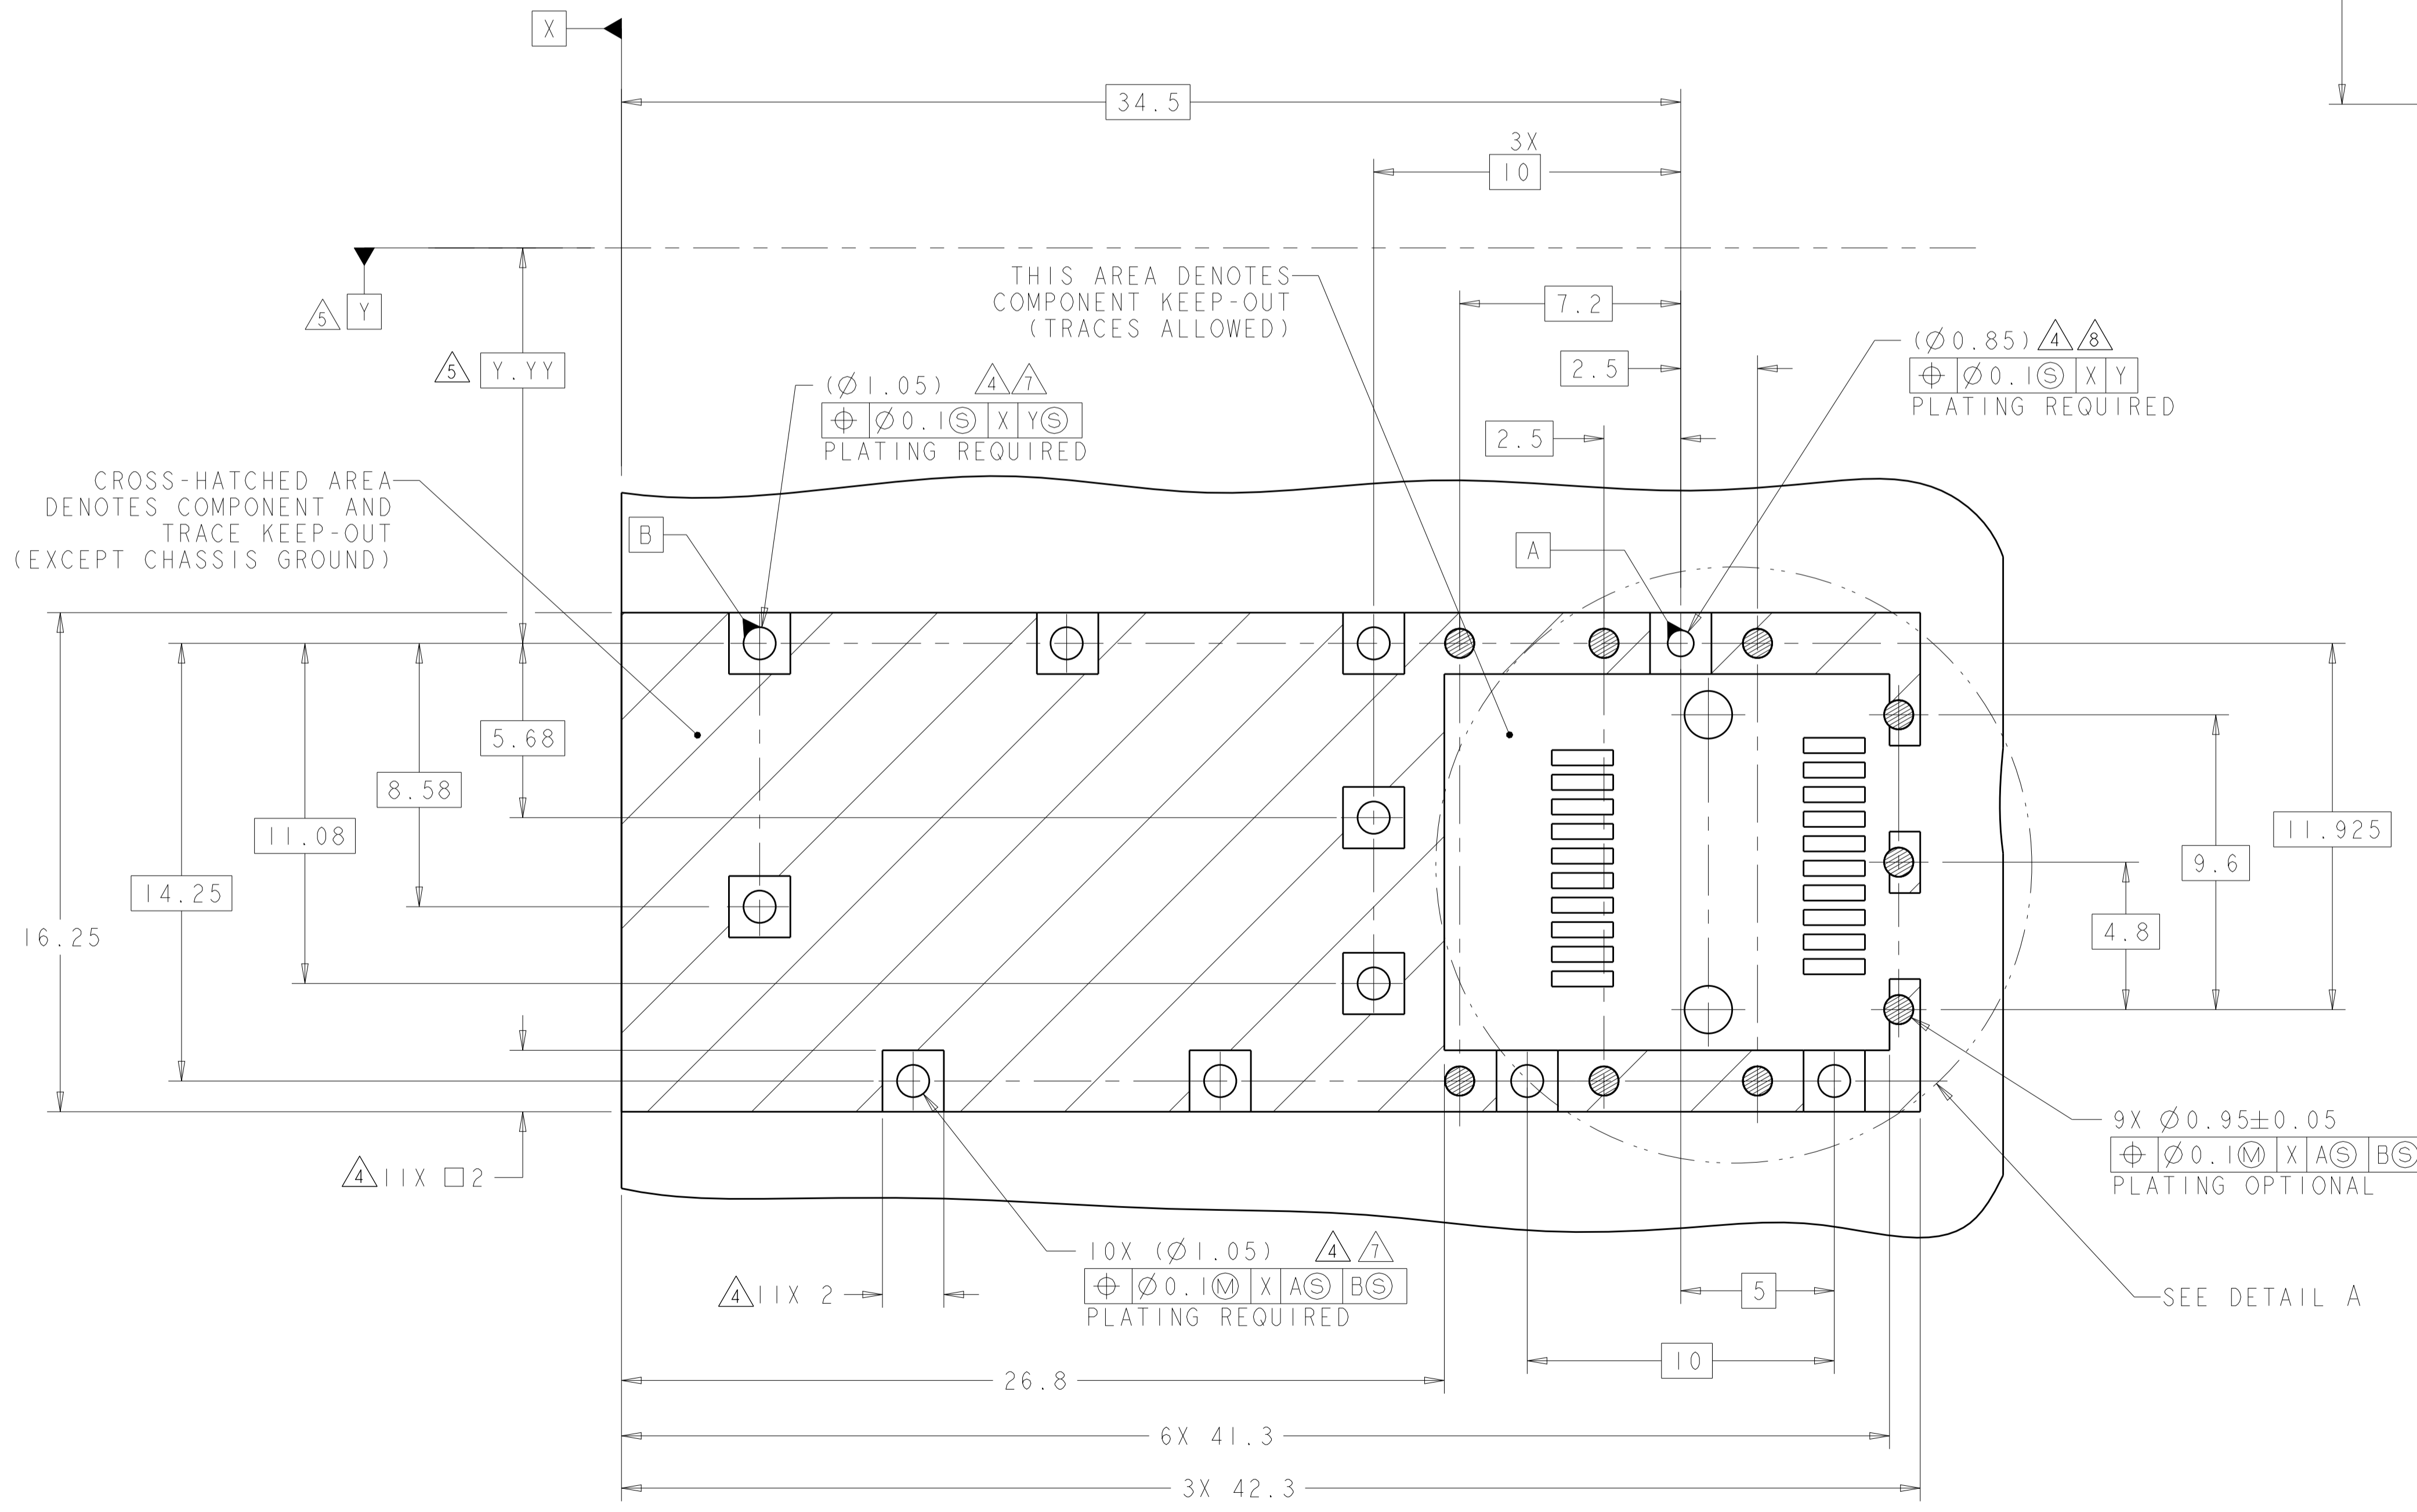 X
34.5
3X
10
THIS AREA DENOTES
COMPONENT KEEP-OUT
(TRACES ALLOWED)
5 Y
7.2
(Ø0.85) 4 8
⌖ Ø0.1Ⓢ X Y
PLATING REQUIRED
5 Y.YY
2.5
(Ø1.05) 4 7
⌖ Ø0.1Ⓢ X YⓈ
PLATING REQUIRED
2.5
CROSS-HATCHED AREA
DENOTES COMPONENT AND
TRACE KEEP-OUT
(EXCEPT CHASSIS GROUND)
B
A
5.68
8.58
11.08
14.25
16.25
11.925
9.6
4.8
9X Ø0.95±0.05
⌖ Ø0.1Ⓜ X AⓈ BⓈ
PLATING OPTIONAL
4 11X □2
10X (Ø1.05) 4 7
⌖ Ø0.1Ⓜ X AⓈ BⓈ
PLATING REQUIRED
4 11X 2
5
SEE DETAIL A
10
26.8
6X 41.3
3X 42.3